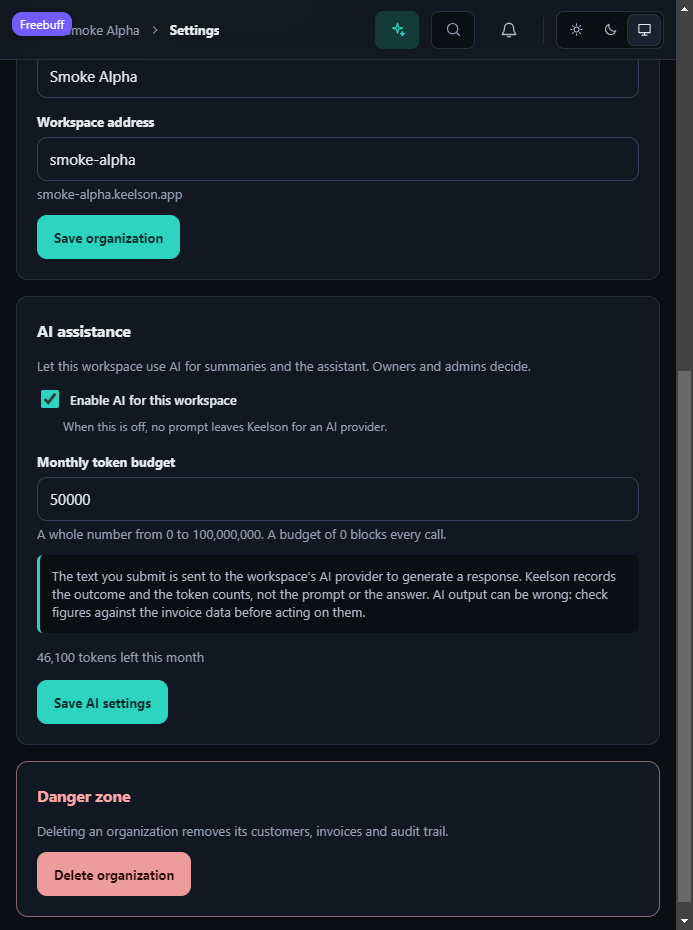 Freebuff
moke Alpha > Settings
Smoke Alpha
Workspace address
smoke-alpha
smoke-alpha.keelson.app
Save organization
AI assistance
Let this workspace use AI for summaries and the assistant. Owners and admins decide.
Enable AI for this workspace
When this is off, no prompt leaves Keelson for an AI provider.
Monthly token budget
50000
A whole number from 0 to 100,000,000. A budget of 0 blocks every call.
The text you submit is sent to the workspace's AI provider to generate a response. Keelson records
the outcome and the token counts, not the prompt or the answer. AI output can be wrong: check
figures against the invoice data before acting on them.
46,100 tokens left this month
Save AI settings
Danger zone
Deleting an organization removes its customers, invoices and audit trail.
Delete organization